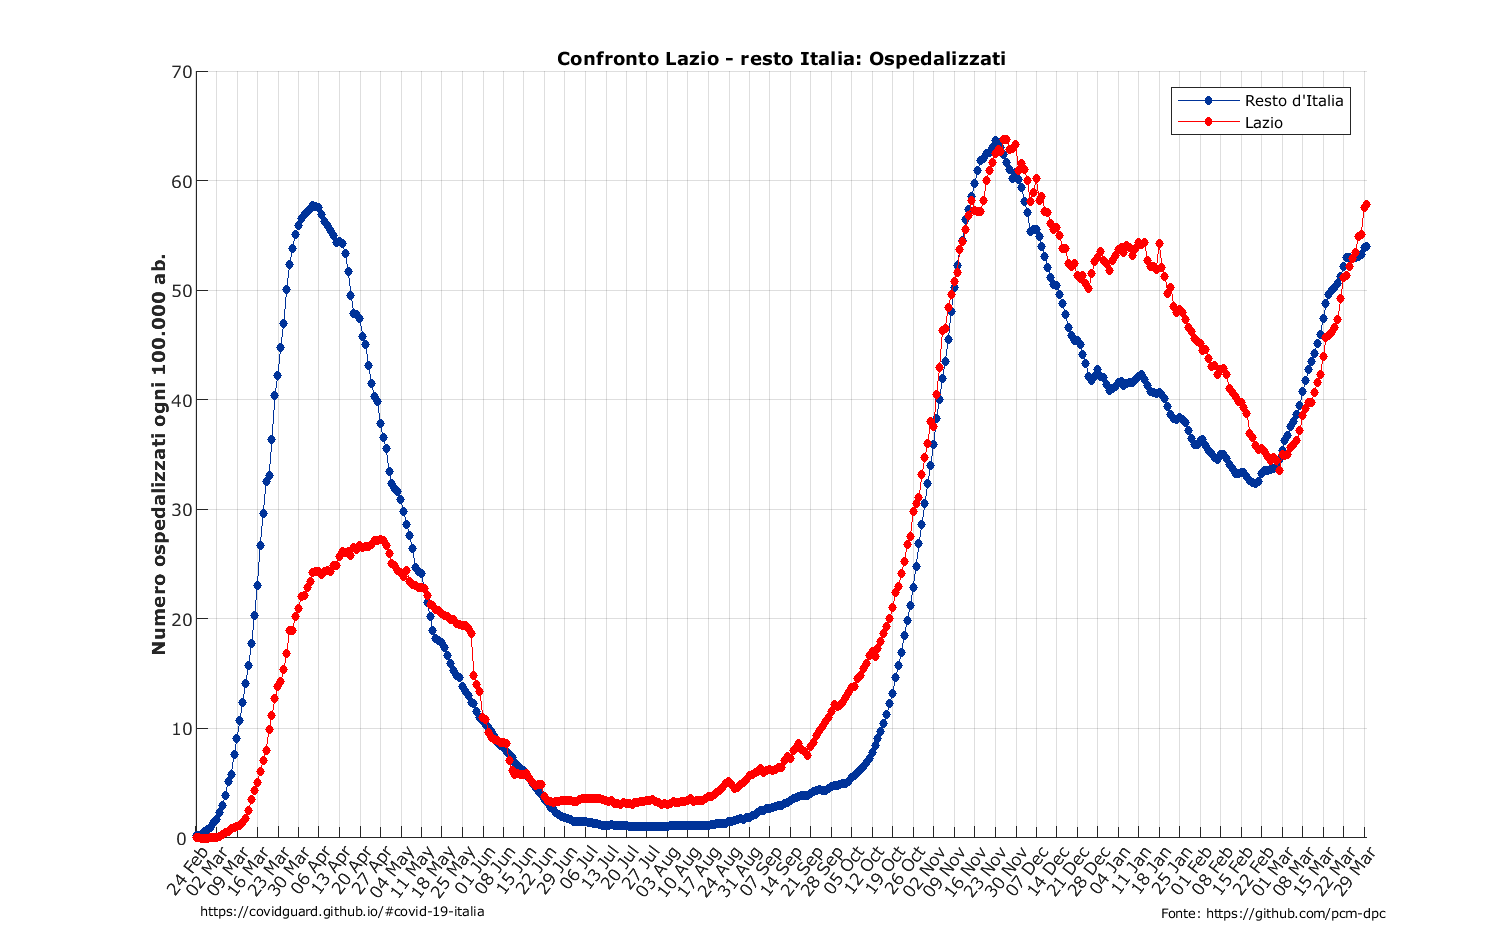 Confronto Lazio - resto Italia: Ospedalizzati
Resto d'Italia
Lazio
Numero ospedalizzati ogni 100.000 ab.
70
60
50
40
30
20
10
0
24 Feb
02 Mar
09 Mar
16 Mar
23 Mar
30 Mar
06 Apr
13 Apr
20 Apr
27 Apr
04 May
11 May
18 May
25 May
01 Jun
08 Jun
15 Jun
22 Jun
29 Jun
06 Jul
13 Jul
20 Jul
27 Jul
03 Aug
10 Aug
17 Aug
24 Aug
31 Aug
07 Sep
14 Sep
21 Sep
28 Sep
05 Oct
12 Oct
19 Oct
26 Oct
02 Nov
09 Nov
16 Nov
23 Nov
30 Nov
07 Dec
14 Dec
21 Dec
28 Dec
04 Jan
11 Jan
18 Jan
25 Jan
01 Feb
08 Feb
15 Feb
22 Feb
01 Mar
08 Mar
15 Mar
22 Mar
29 Mar
https://covidguard.github.io/#covid-19-italia
Fonte: https://github.com/pcm-dpc